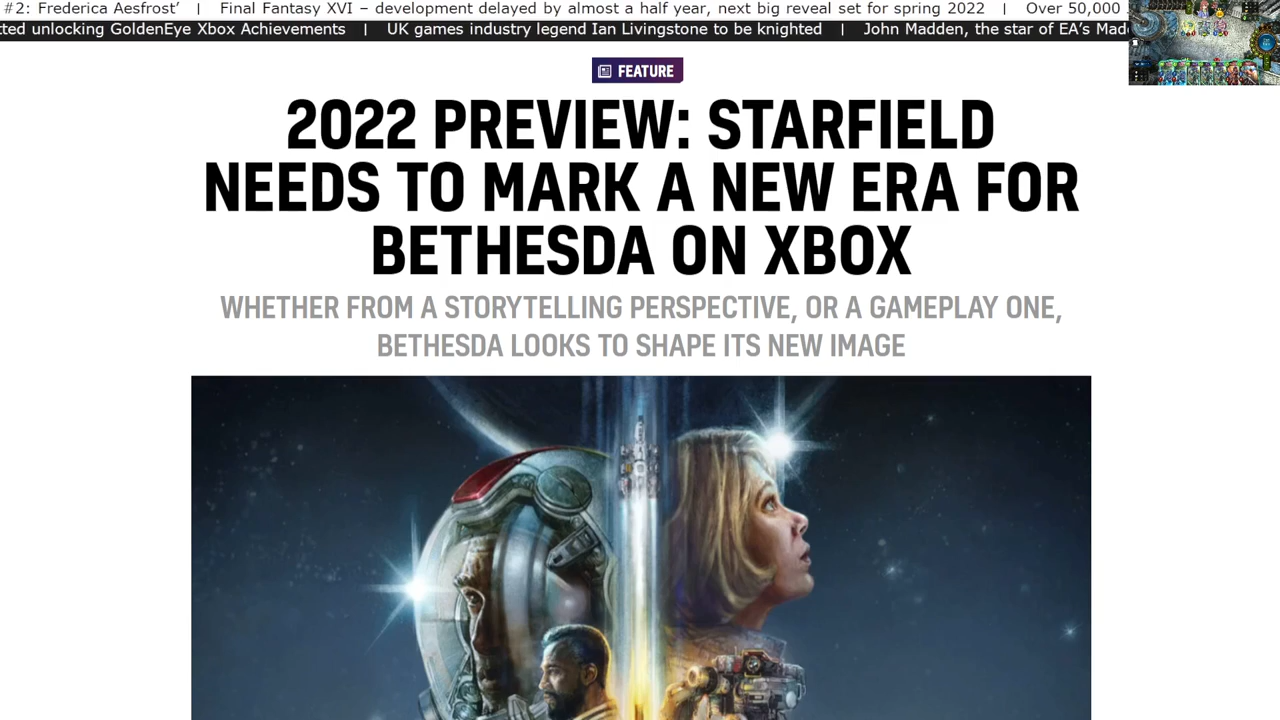 #2: Frederica Aesfrost’ | Final Fantasy XVI – development delayed by almost a half year, next big reveal set for spring 2022 | Over 50,000
tted unlocking GoldenEye Xbox Achievements | UK games industry legend Ian Livingstone to be knighted | John Madden, the star of EA’s Mad
FEATURE
2022 PREVIEW: STARFIELD
NEEDS TO MARK A NEW ERA FOR
BETHESDA ON XBOX
WHETHER FROM A STORYTELLING PERSPECTIVE, OR A GAMEPLAY ONE,
BETHESDA LOOKS TO SHAPE ITS NEW IMAGE